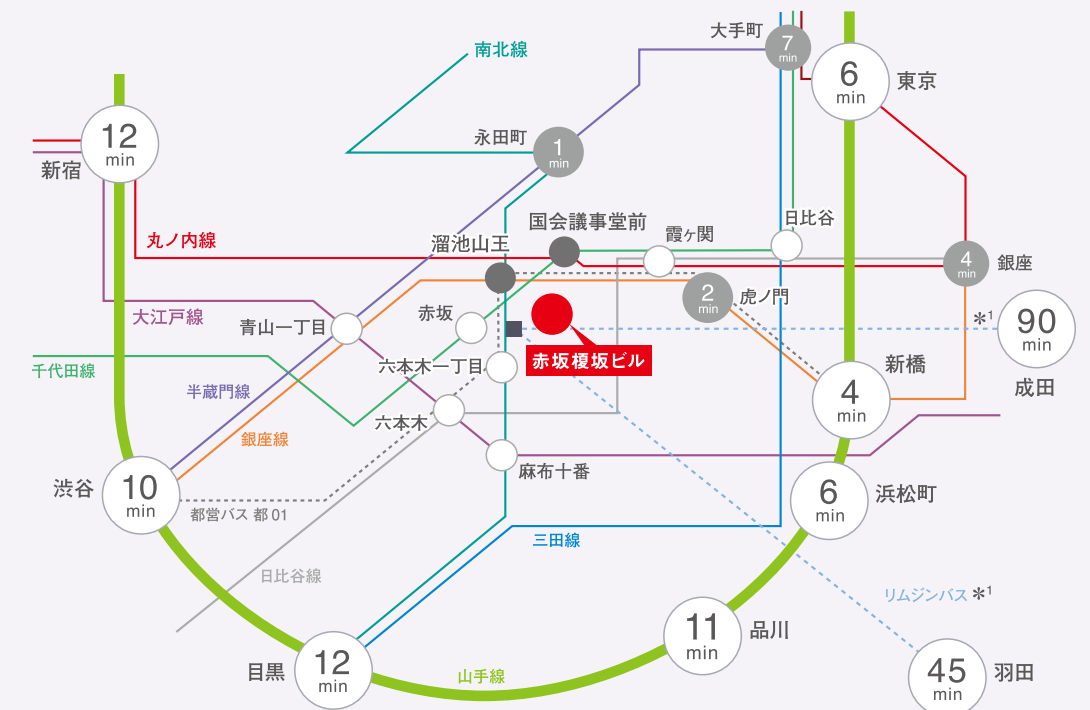 大手町
7
min
6
min
東京
南北線
永田町
1
min
12
min
新宿
丸ノ内線
溜池山王
国会議事堂前
霞ヶ関
日比谷
4
min
銀座
大江戸線
青山一丁目
赤坂
2
min
虎ノ門
＊1
90
min
成田
赤坂榎坂ビル
千代田線
半蔵門線
六本木一丁目
新橋
4
min
銀座線
六本木
麻布十番
渋谷
10
min
都営バス 都01
6
min
浜松町
三田線
日比谷線
リムジンバス ＊1
11
min
品川
目黒
12
min
山手線
45
min
羽田